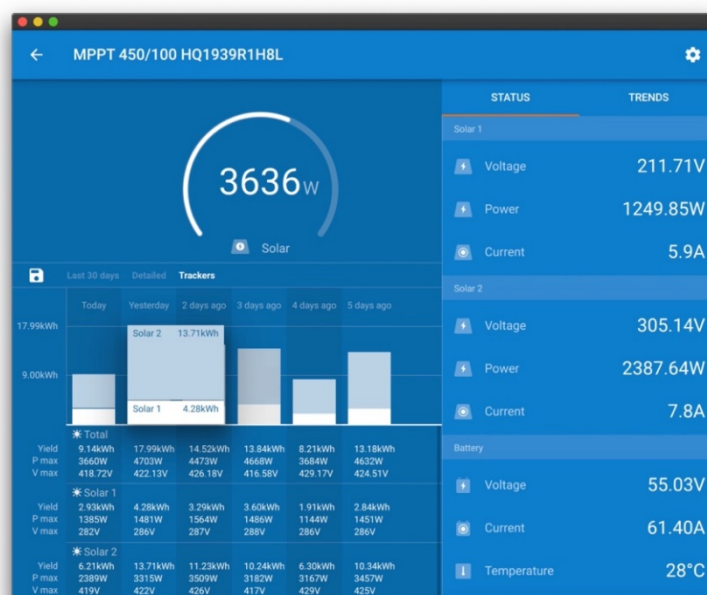 MPPT 450/100 HQ1939R1H8L
3636W
Solar
Last 30 days Detailed Trackers
Today Yesterday 2 days ago 3 days ago 4 days ago 5 days ago
17.99kWh
9.00kWh
Solar 2 13.71kWh
Solar 1 4.28kWh
Total
Yield 9.14kWh 17.99kWh 14.52kWh 13.84kWh 8.21kWh 13.18kWh
P max 3660W 4703W 4473W 4668W 3684W 4632W
V max 418.72V 422.13V 426.18V 416.58V 429.17V 424.51V
Solar 1
Yield 2.93kWh 4.28kWh 3.29kWh 3.60kWh 1.91kWh 2.84kWh
P max 1385W 1481W 1564W 1486W 1144W 1451W
V max 282V 286V 287V 288V 286V 286V
Solar 2
Yield 6.21kWh 13.71kWh 11.23kWh 10.24kWh 6.30kWh 10.34kWh
P max 2389W 3315W 3509W 3182W 3167W 3457W
V max 419V 422V 426V 417V 429V 425V
STATUS TRENDS
Solar 1
Voltage 211.71V
Power 1249.85W
Current 5.9A
Solar 2
Voltage 305.14V
Power 2387.64W
Current 7.8A
Battery
Voltage 55.03V
Current 61.40A
Temperature 28°C